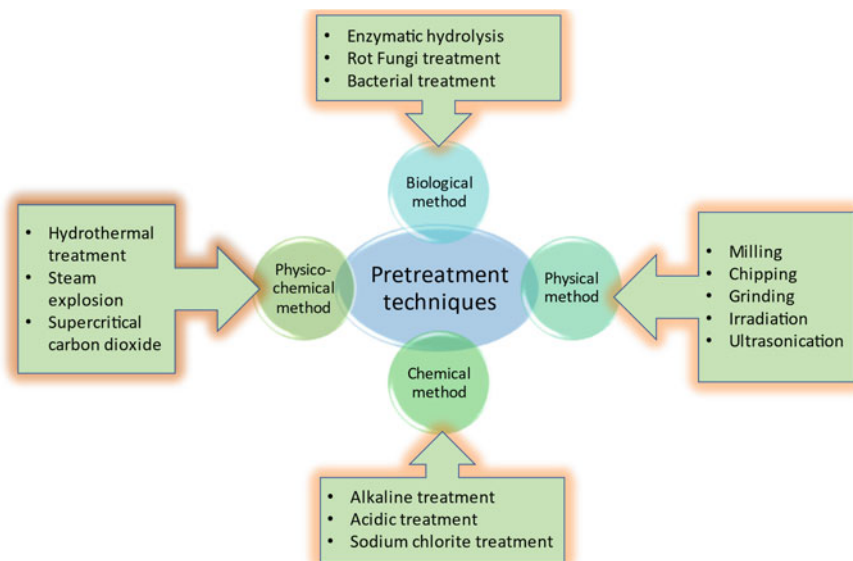 • Enzymatic hydrolysis
• Rot Fungi treatment
• Bacterial treatment
Biological
method
• Hydrothermal
treatment
• Steam
explosion
• Supercritical
carbon dioxide
Physico-
chemical
method
Pretreatment
techniques
Physical
method
• Milling
• Chipping
• Grinding
• Irradiation
• Ultrasonication
Chemical
method
• Alkaline treatment
• Acidic treatment
• Sodium chlorite treatment